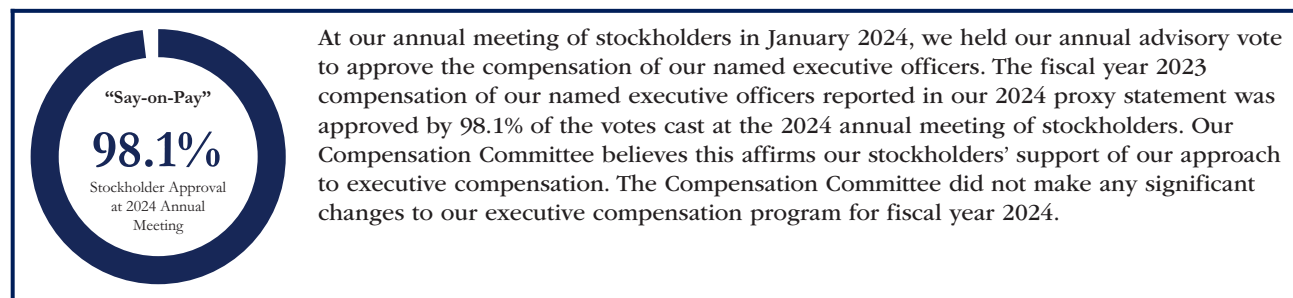 “Say-on-Pay”
98.1%
Stockholder Approval
at 2024 Annual
Meeting
At our annual meeting of stockholders in January 2024, we held our annual advisory vote
to approve the compensation of our named executive officers. The fiscal year 2023
compensation of our named executive officers reported in our 2024 proxy statement was
approved by 98.1% of the votes cast at the 2024 annual meeting of stockholders. Our
Compensation Committee believes this affirms our stockholders’ support of our approach
to executive compensation. The Compensation Committee did not make any significant
changes to our executive compensation program for fiscal year 2024.